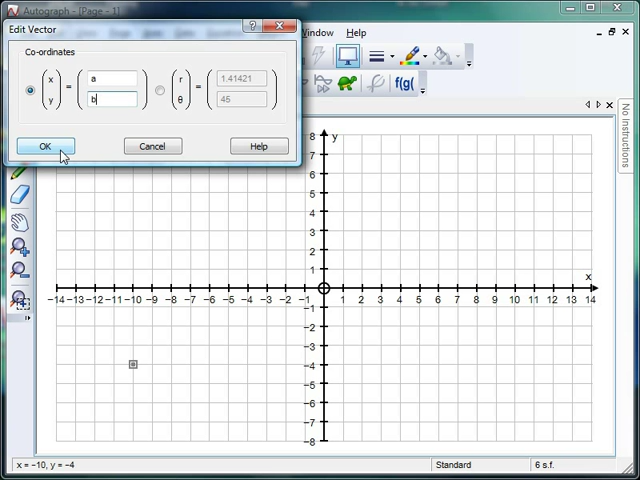 Autograph - [Page - 1]
Edit Vector
Window Help
Co-ordinates
x y = a b
r θ = 1.41421 45
f(g(
OK Cancel Help
No Instructions
y
8
7
6
5
4
3
2
1
x
−14 −13 −12 −11 −10 −9 −8 −7 −6 −5 −4 −3 −2 −1 1 2 3 4 5 6 7 8 9 10 11 12 13 14
−1
−2
−3
−4
−5
−6
−7
−8
x = −10, y = −4 Standard 6 s.f.